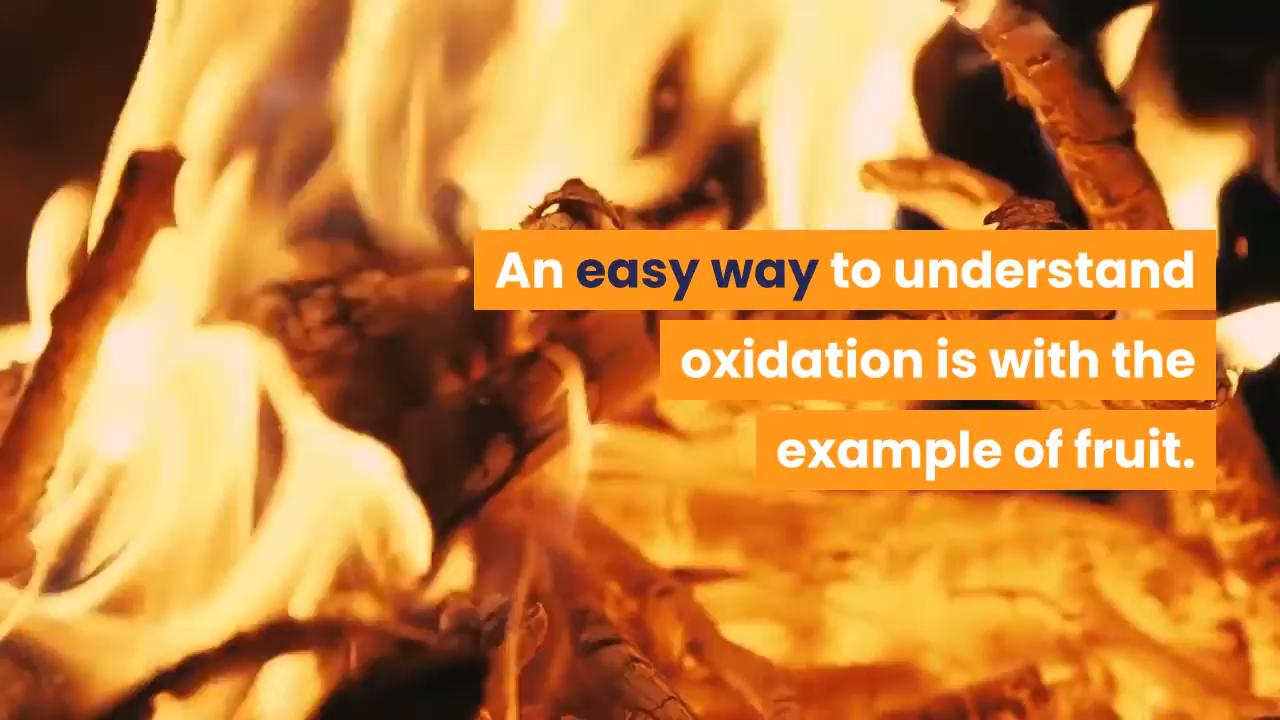 An easy way to understand
oxidation is with the
example of fruit.